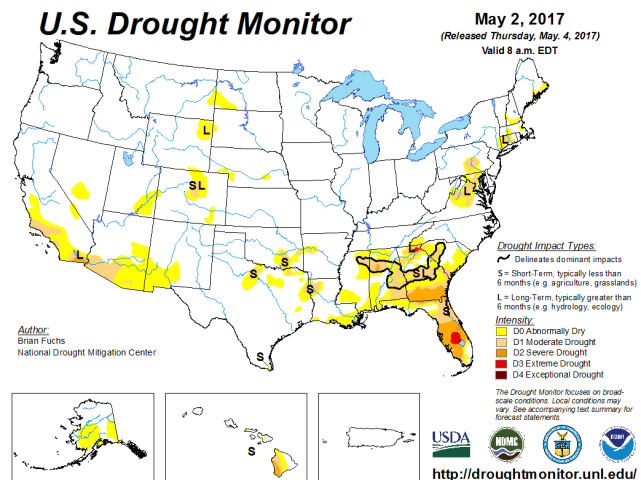 U.S. Drought Monitor
May 2, 2017
(Released Thursday, May. 4, 2017)
Valid 8 a.m. EDT
L
S L
L
L
L
S
S
S
S L
S
S
Drought Impact Types:
Delineates dominant impacts
S = Short-Term, typically less than
6 months (e.g. agriculture, grasslands)
L = Long-Term, typically greater than
6 months (e.g. hydrology, ecology)
Intensity:
D0 Abnormally Dry
D1 Moderate Drought
D2 Severe Drought
D3 Extreme Drought
D4 Exceptional Drought
Author:
Brian Fuchs
National Drought Mitigation Center
The Drought Monitor focuses on broad-
scale conditions. Local conditions may
vary. See accompanying text summary for
forecast statements.
S
USDA
NDMC
NOAA
http://droughtmonitor.unl.edu/